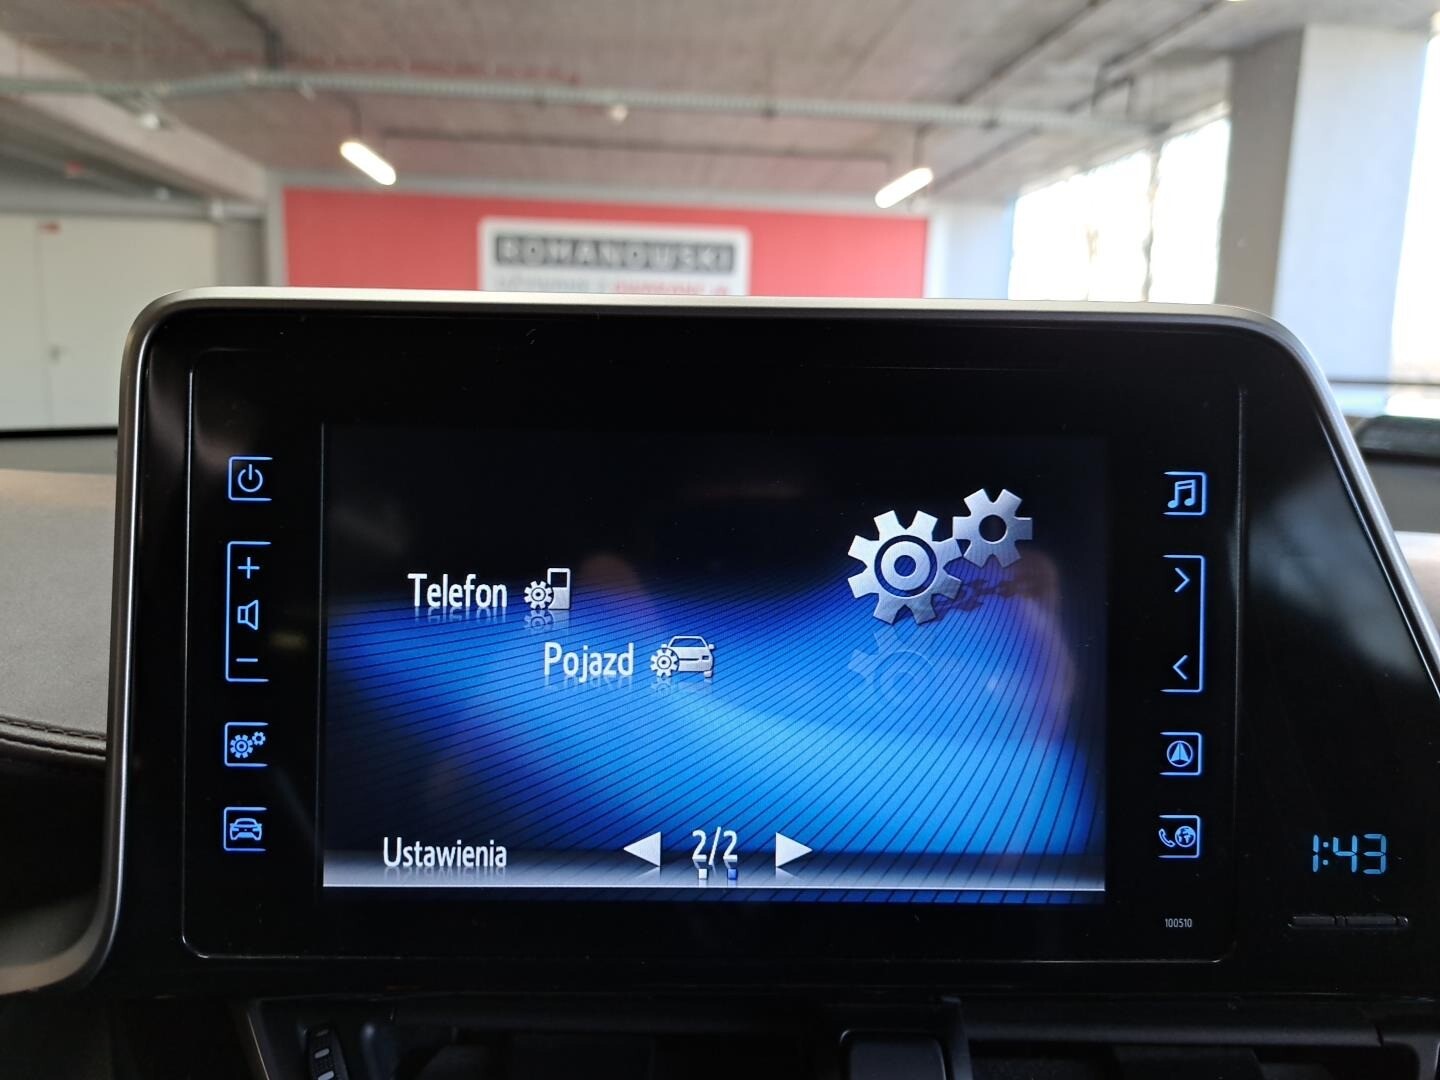 ROMANOWSKI
Telefon
Pojazd
Ustawienia
2/2
1:43
100510